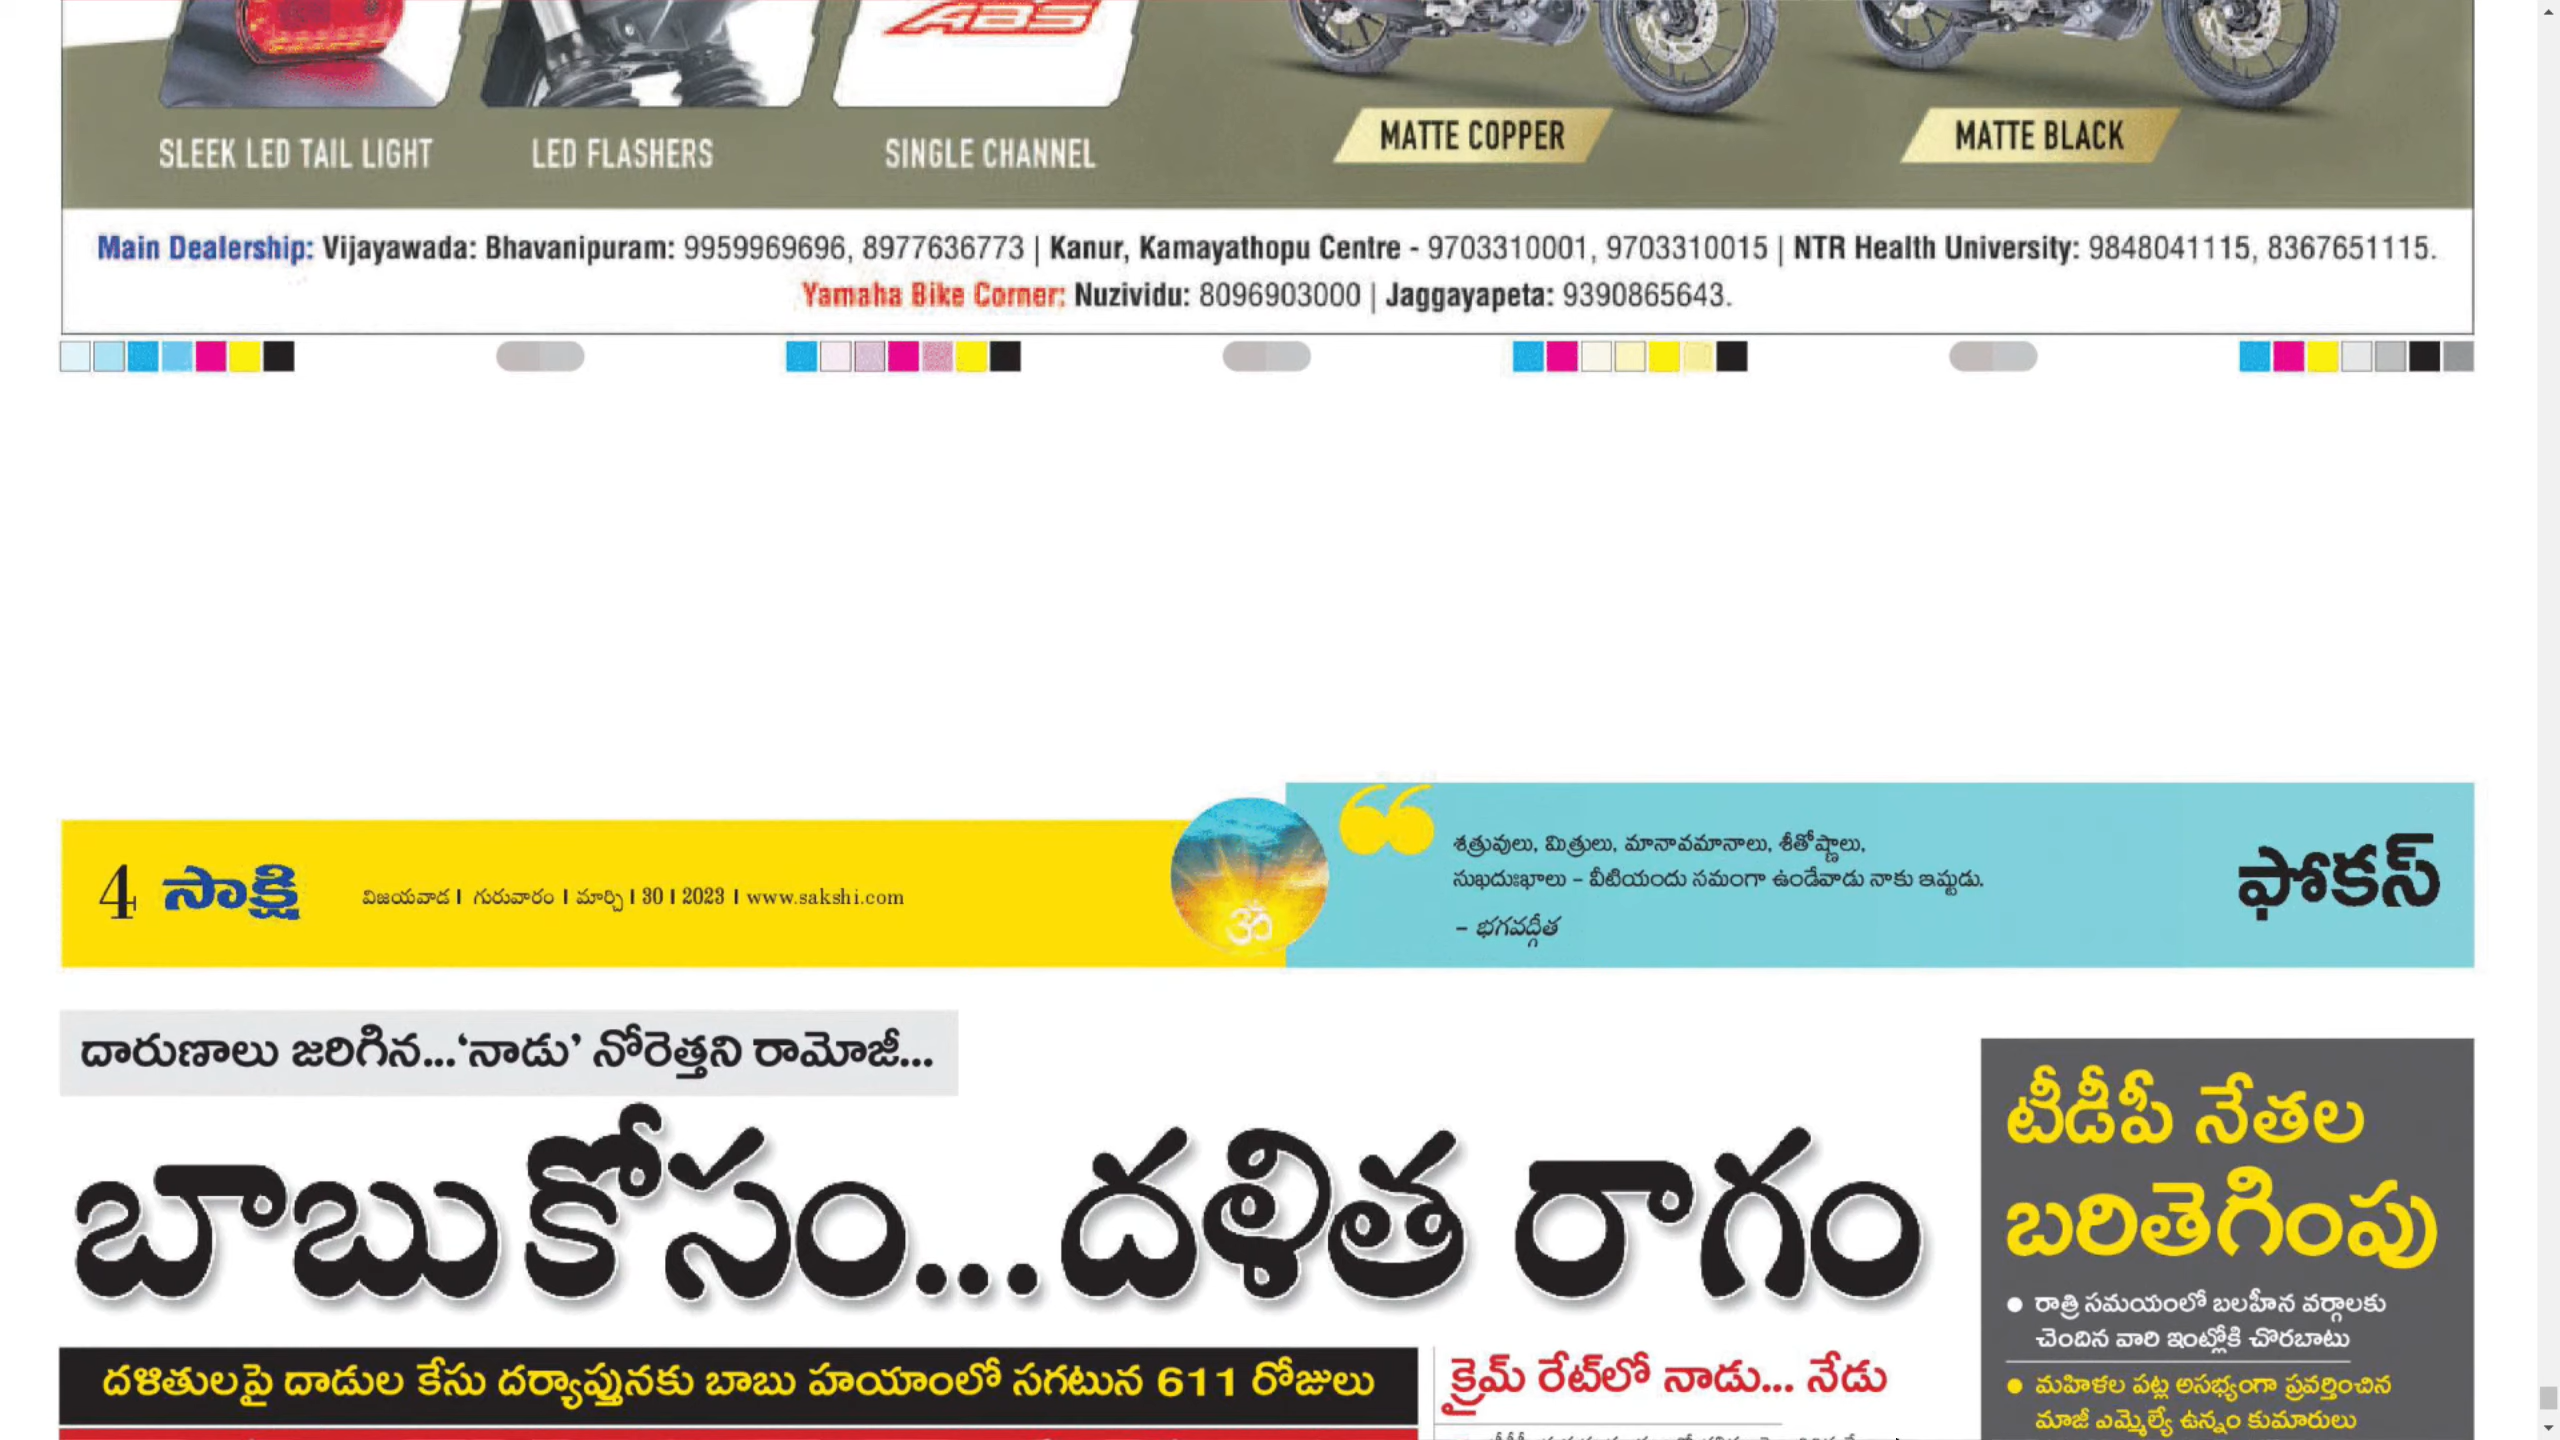 ABS
SLEEK LED TAIL LIGHT
LED FLASHERS
SINGLE CHANNEL
MATTE COPPER
MATTE BLACK
Main Dealership: Vijayawada: Bhavanipuram: 9959969696, 8977636773 | Kanur, Kamayathopu Centre - 9703310001, 9703310015 | NTR Health University: 9848041115, 8367651115.
Yamaha Bike Corner: Nuzividu: 8096903000 | Jaggayapeta: 9390865643.
4 సాక్షి విజయవాడ | గురువారం | మార్చి | 30 | 2023 | www.sakshi.com
ॐ
“
శత్రువులు, మిత్రులు, మానావమానాలు, శీతోష్ణాలు,
సుఖదుఃఖాలు – వీటియందు సమంగా ఉండేవాడు నాకు ఇష్టుడు.
– భగవద్గీత
ఫోకస్
దారుణాలు జరిగిన...‘నాడు’ నోరెత్తని రామోజీ...
బాబు కోసం...దళిత రాగం
దళితులపై దాడుల కేసు దర్యాప్తునకు బాబు హయాంలో సగటున 611 రోజులు
క్రైమ్ రేట్‌లో నాడు... నేడు
టీడీపీ నేతల
బరితెగింపు
● రాత్రి సమయంలో బలహీన వర్గాలకు
చెందిన వారి ఇంట్లోకి చొరబాటు
● మహిళల పట్ల అసభ్యంగా ప్రవర్తించిన
మాజీ ఎమ్మెల్యే ఉన్నం కుమారులు